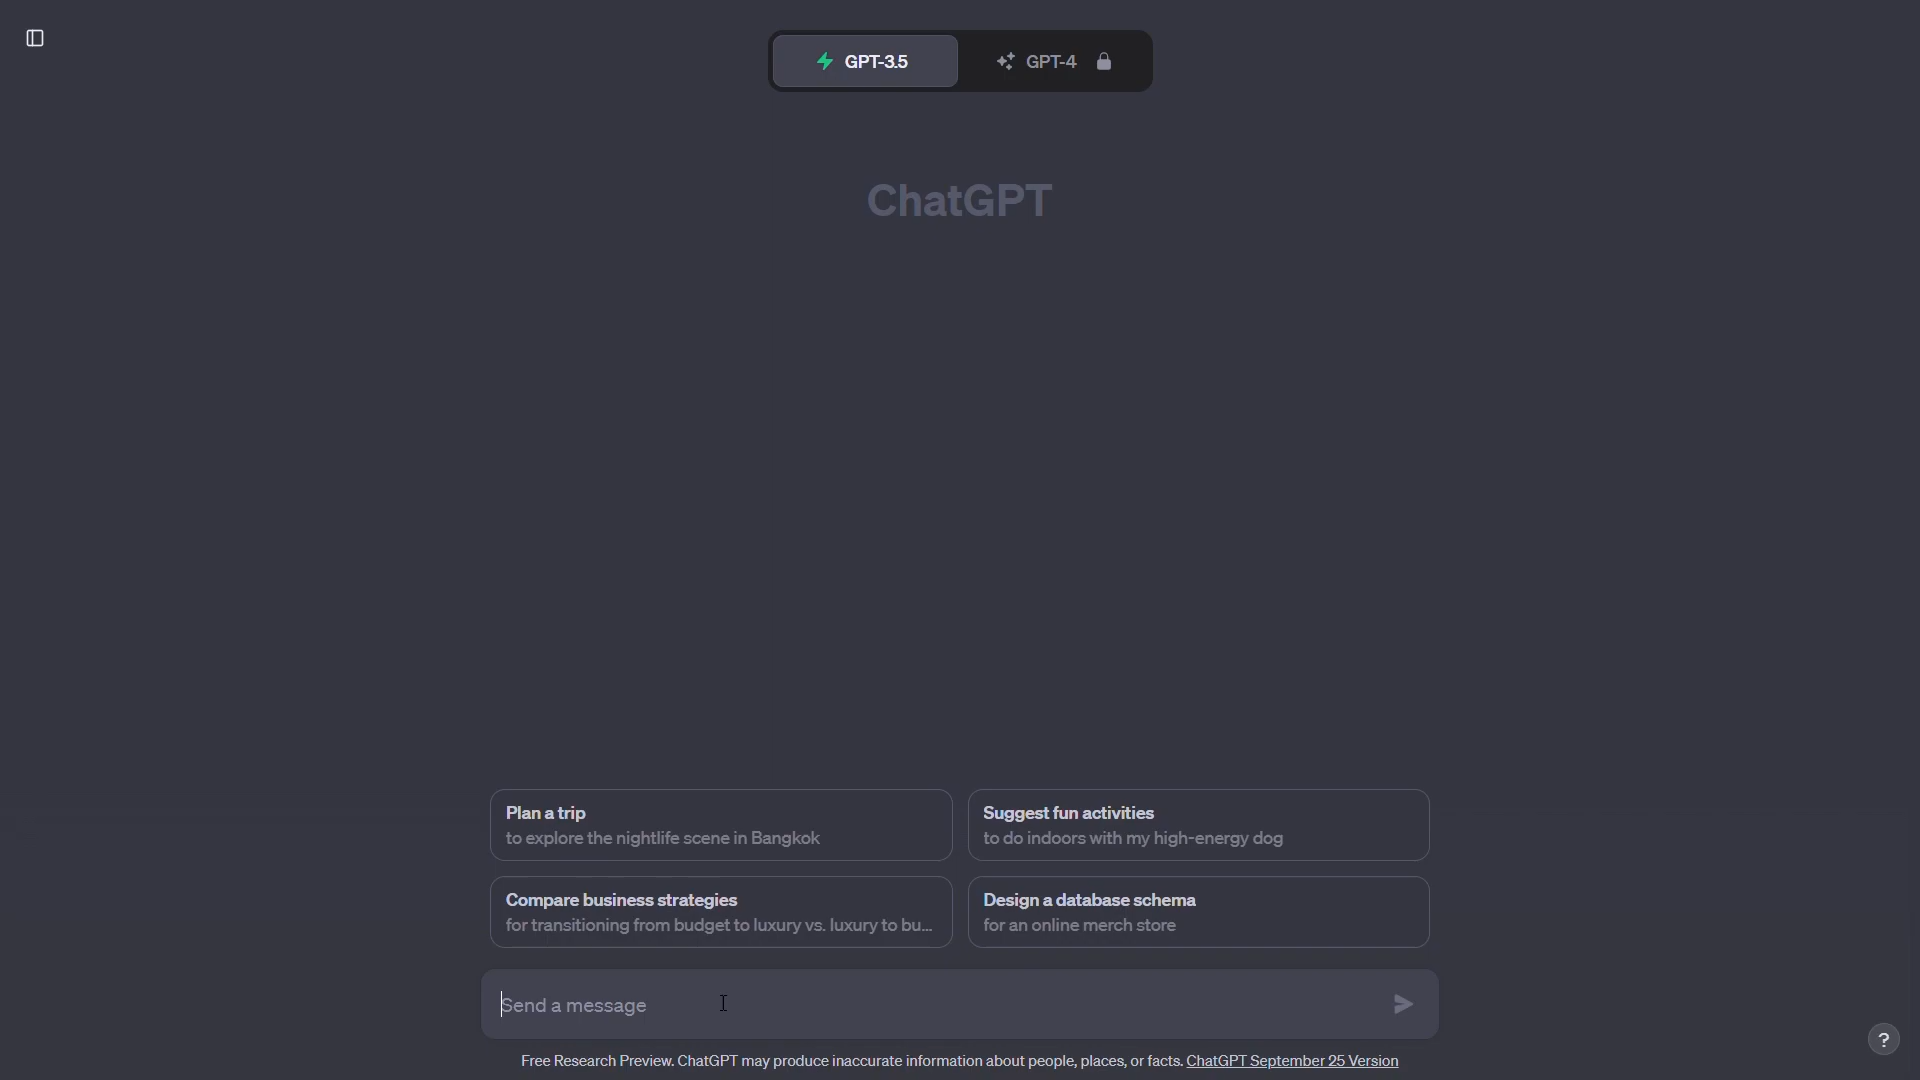 GPT-3.5
GPT-4
ChatGPT
Plan a trip
to explore the nightlife scene in Bangkok
Suggest fun activities
to do indoors with my high-energy dog
Compare business strategies
for transitioning from budget to luxury vs. luxury to bu...
Design a database schema
for an online merch store
Send a message
Free Research Preview. ChatGPT may produce inaccurate information about people, places, or facts. ChatGPT September 25 Version
?